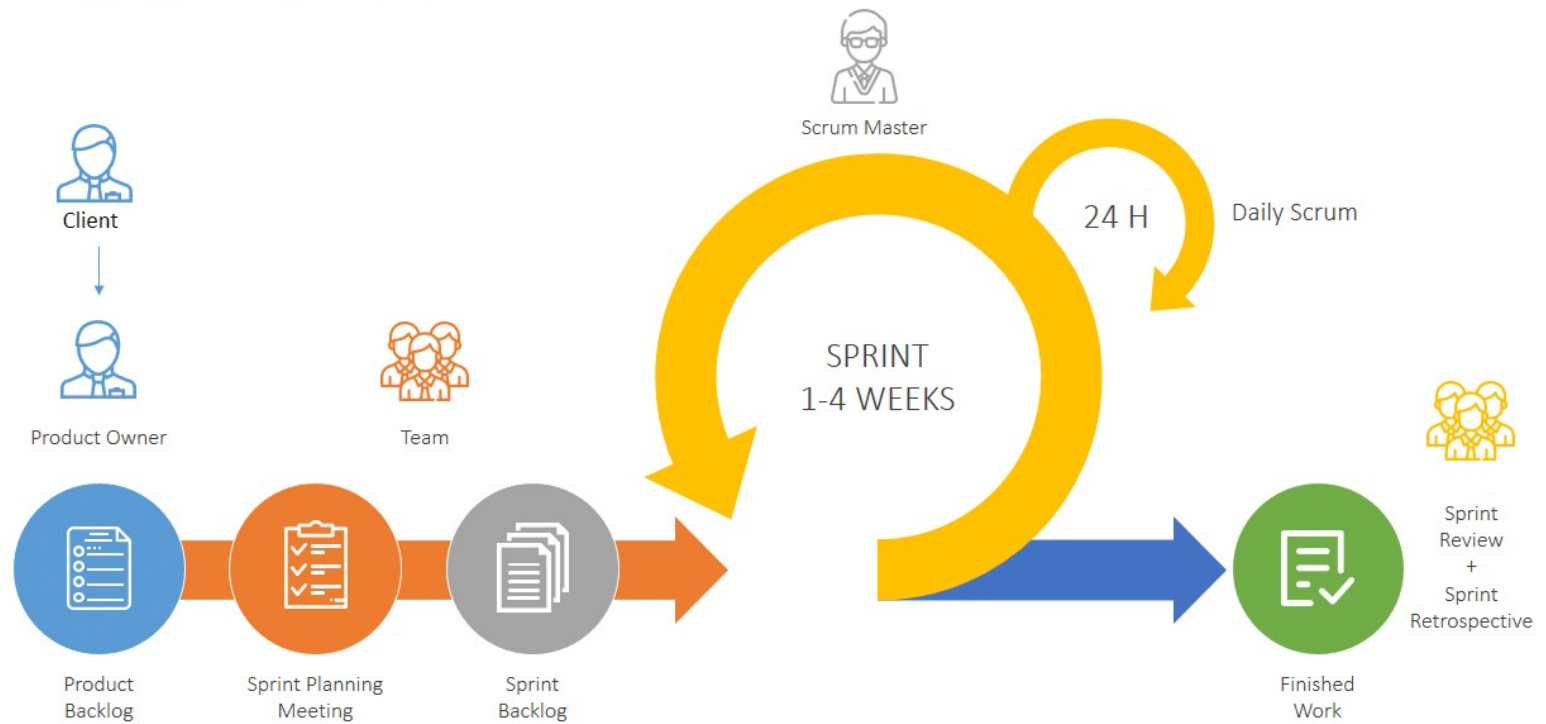 Scrum Master
Client
24 H
Daily Scrum
SPRINT
1-4 WEEKS
Product Owner
Team
Sprint
Review
+
Sprint
Retrospective
Product
Backlog
Sprint Planning
Meeting
Sprint
Backlog
Finished
Work